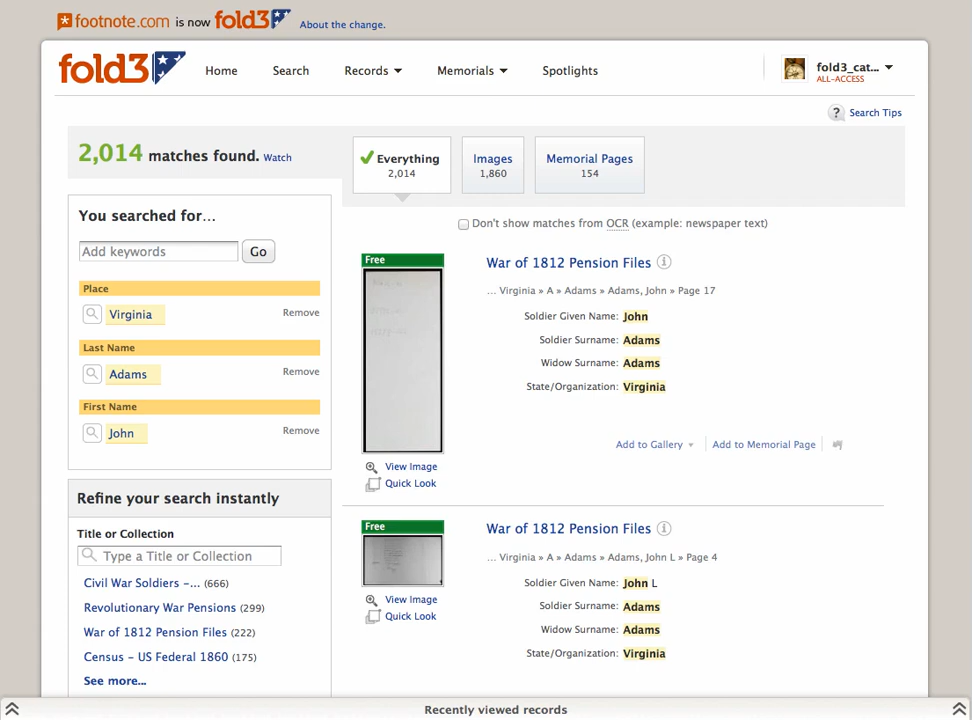 footnote.com is now fold3 About the change.
fold3 Home Search Records Memorials Spotlights fold3_cat...
ALL-ACCESS
? Search Tips
2,014 matches found. Watch
Everything
2,014
Images
1,860
Memorial Pages
154
You searched for...
Add keywords Go
Place
Virginia Remove
Last Name
Adams Remove
First Name
John Remove
Refine your search instantly
Title or Collection
Type a Title or Collection
Civil War Soldiers –... (666)
Revolutionary War Pensions (299)
War of 1812 Pension Files (222)
Census – US Federal 1860 (175)
See more...
Don't show matches from OCR (example: newspaper text)
Free
View Image
Quick Look
War of 1812 Pension Files i
... Virginia » A » Adams » Adams, John » Page 17
Soldier Given Name: John
Soldier Surname: Adams
Widow Surname: Adams
State/Organization: Virginia
Add to Gallery Add to Memorial Page
Free
View Image
Quick Look
War of 1812 Pension Files i
... Virginia » A » Adams » Adams, John L » Page 4
Soldier Given Name: John L
Soldier Surname: Adams
Widow Surname: Adams
State/Organization: Virginia
Recently viewed records